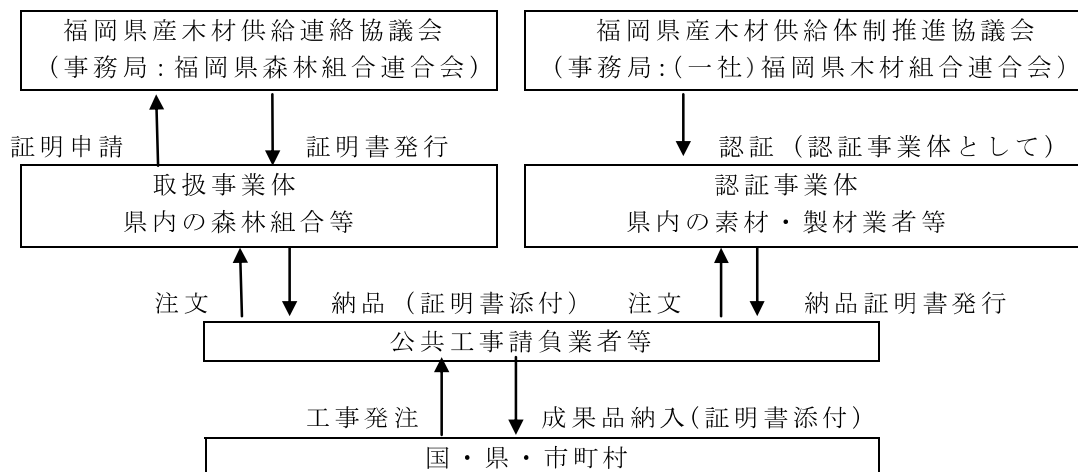 福岡県産木材供給連絡協議会
(事務局:福岡県森林組合連合会)
福岡県産木材供給体制推進協議会
(事務局:(一社)福岡県木材組合連合会)
証明申請
証明書発行
認証(認証事業体として)
取扱事業体
県内の森林組合等
認証事業体
県内の素材・製材業者等
注文
納品(証明書添付)
注文
納品証明書発行
公共工事請負業者等
工事発注
成果品納入(証明書添付)
国・県・市町村